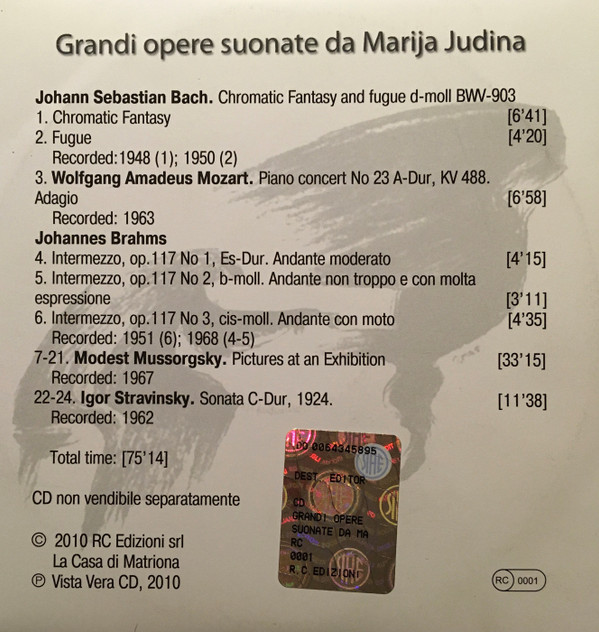 Grandi opere suonate da Marija Judina
Johann Sebastian Bach. Chromatic Fantasy and fugue d-moll BWV-903
1. Chromatic Fantasy [6'41]
2. Fugue [4'20]
Recorded:1948 (1); 1950 (2)
3. Wolfgang Amadeus Mozart. Piano concert No 23 A-Dur, KV 488.
Adagio [6'58]
Recorded: 1963
Johannes Brahms
4. Intermezzo, op.117 No 1, Es-Dur. Andante moderato [4'15]
5. Intermezzo, op.117 No 2, b-moll. Andante non troppo e con molta
espressione [3'11]
6. Intermezzo, op.117 No 3, cis-moll. Andante con moto [4'35]
Recorded: 1951 (6); 1968 (4-5)
7-21. Modest Mussorgsky. Pictures at an Exhibition [33'15]
Recorded: 1967
22-24. Igor Stravinsky. Sonata C-Dur, 1924. [11'38]
Recorded: 1962
Total time: [75'14]
CD non vendibile separatamente
© 2010 RC Edizioni srl
La Casa di Matriona
℗ Vista Vera CD, 2010
DD 0064345895
DEST. EDITOR
CD
GRANDI OPERE
SUONATE DA MA
RC
0001
R.C.EDIZIONI
SIAE
RC 0001